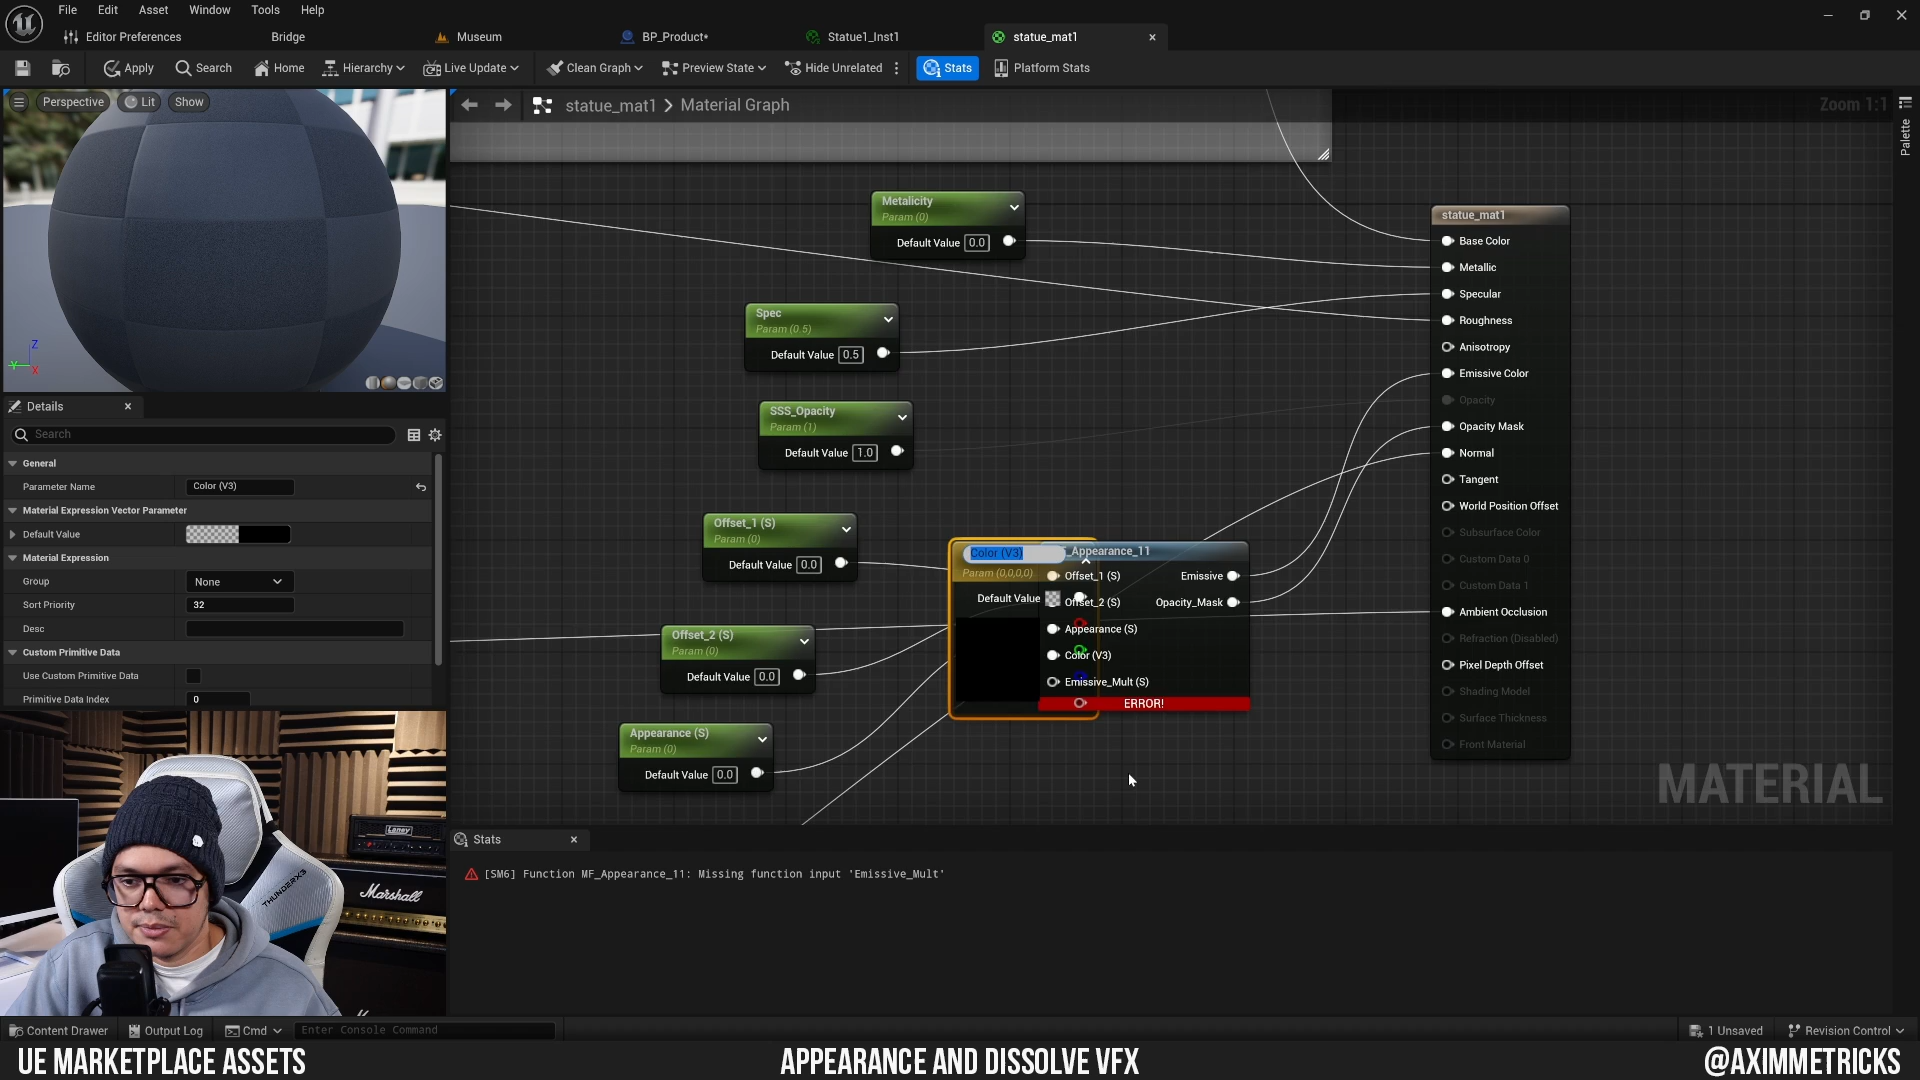 File Edit Asset Window Tools Help
Editor Preferences Bridge Museum BP_Product• Statue1_Inst1 statue_mat1
Apply Search Home Hierarchy Live Update Clean Graph Preview State Hide Unrelated Stats Platform Stats
Perspective Lit Show
statue_mat1 > Material Graph
Zoom 1:1
Palette
Metalicity
Param (0)
Default Value 0.0
Spec
Param (0.5)
Default Value 0.5
SSS_Opacity
Param (1)
Default Value 1.0
Offset_1 (S)
Param (0)
Default Value 0.0
Offset_2 (S)
Param (0)
Default Value 0.0
Appearance (S)
Param (0)
Default Value 0.0
Color (V3)
Param (0,0,0,0)
Default Value
_Appearance_11
Offset_1 (S) Emissive
Offset_2 (S) Opacity_Mask
Appearance (S)
Color (V3)
Emissive_Mult (S)
ERROR!
statue_mat1
Base Color
Metallic
Specular
Roughness
Anisotropy
Emissive Color
Opacity
Opacity Mask
Normal
Tangent
World Position Offset
Subsurface Color
Custom Data 0
Custom Data 1
Ambient Occlusion
Refraction (Disabled)
Pixel Depth Offset
Shading Model
Surface Thickness
Front Material
MATERIAL
Z
Y
X
Details
Search
General
Parameter Name Color (V3)
Material Expression Vector Parameter
Default Value
Material Expression
Group None
Sort Priority 32
Desc
Custom Primitive Data
Use Custom Primitive Data
Primitive Data Index 0
Laney
Marshall
THUNDERX3
Stats
[SM6] Function MF_Appearance_11: Missing function input 'Emissive_Mult'
Content Drawer Output Log Cmd Enter Console Command 1 Unsaved Revision Control
UE MARKETPLACE ASSETS APPEARANCE AND DISSOLVE VFX @AXIMMETRICKS